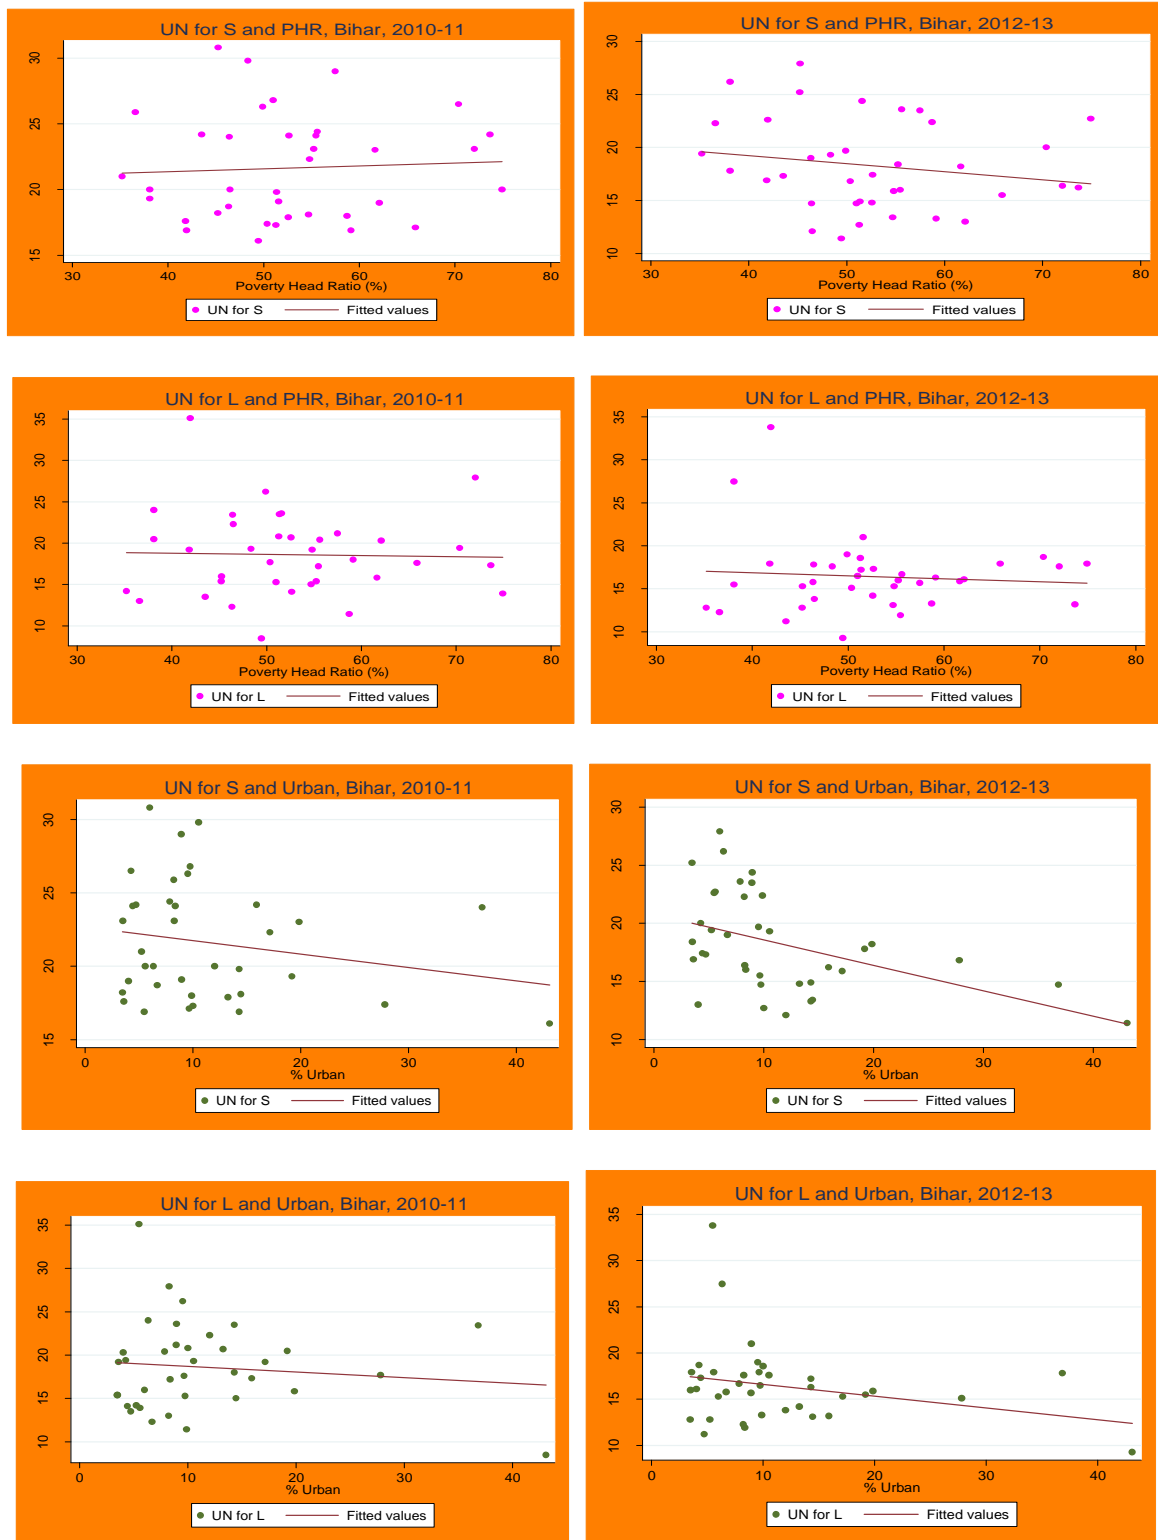 UN for S and PHR, Bihar, 2010-11
30
25
20
15
30 40 50 60 70 80
Poverty Head Ratio (%)
UN for S Fitted values
UN for S and PHR, Bihar, 2012-13
30
25
20
15
10
30 40 50 60 70 80
Poverty Head Ratio (%)
UN for S Fitted values
UN for L and PHR, Bihar, 2010-11
35
30
25
20
15
10
30 40 50 60 70 80
Poverty Head Ratio (%)
UN for L Fitted values
UN for L and PHR, Bihar, 2012-13
35
30
25
20
15
10
30 40 50 60 70 80
Poverty Head Ratio (%)
UN for L Fitted values
UN for S and Urban, Bihar, 2010-11
30
25
20
15
0 10 20 30 40
% Urban
UN for S Fitted values
UN for S and Urban, Bihar, 2012-13
30
25
20
15
10
0 10 20 30 40
% Urban
UN for S Fitted values
UN for L and Urban, Bihar, 2010-11
35
30
25
20
15
10
0 10 20 30 40
% Urban
UN for L Fitted values
UN for L and Urban, Bihar, 2012-13
35
30
25
20
15
10
0 10 20 30 40
% Urban
UN for L Fitted values